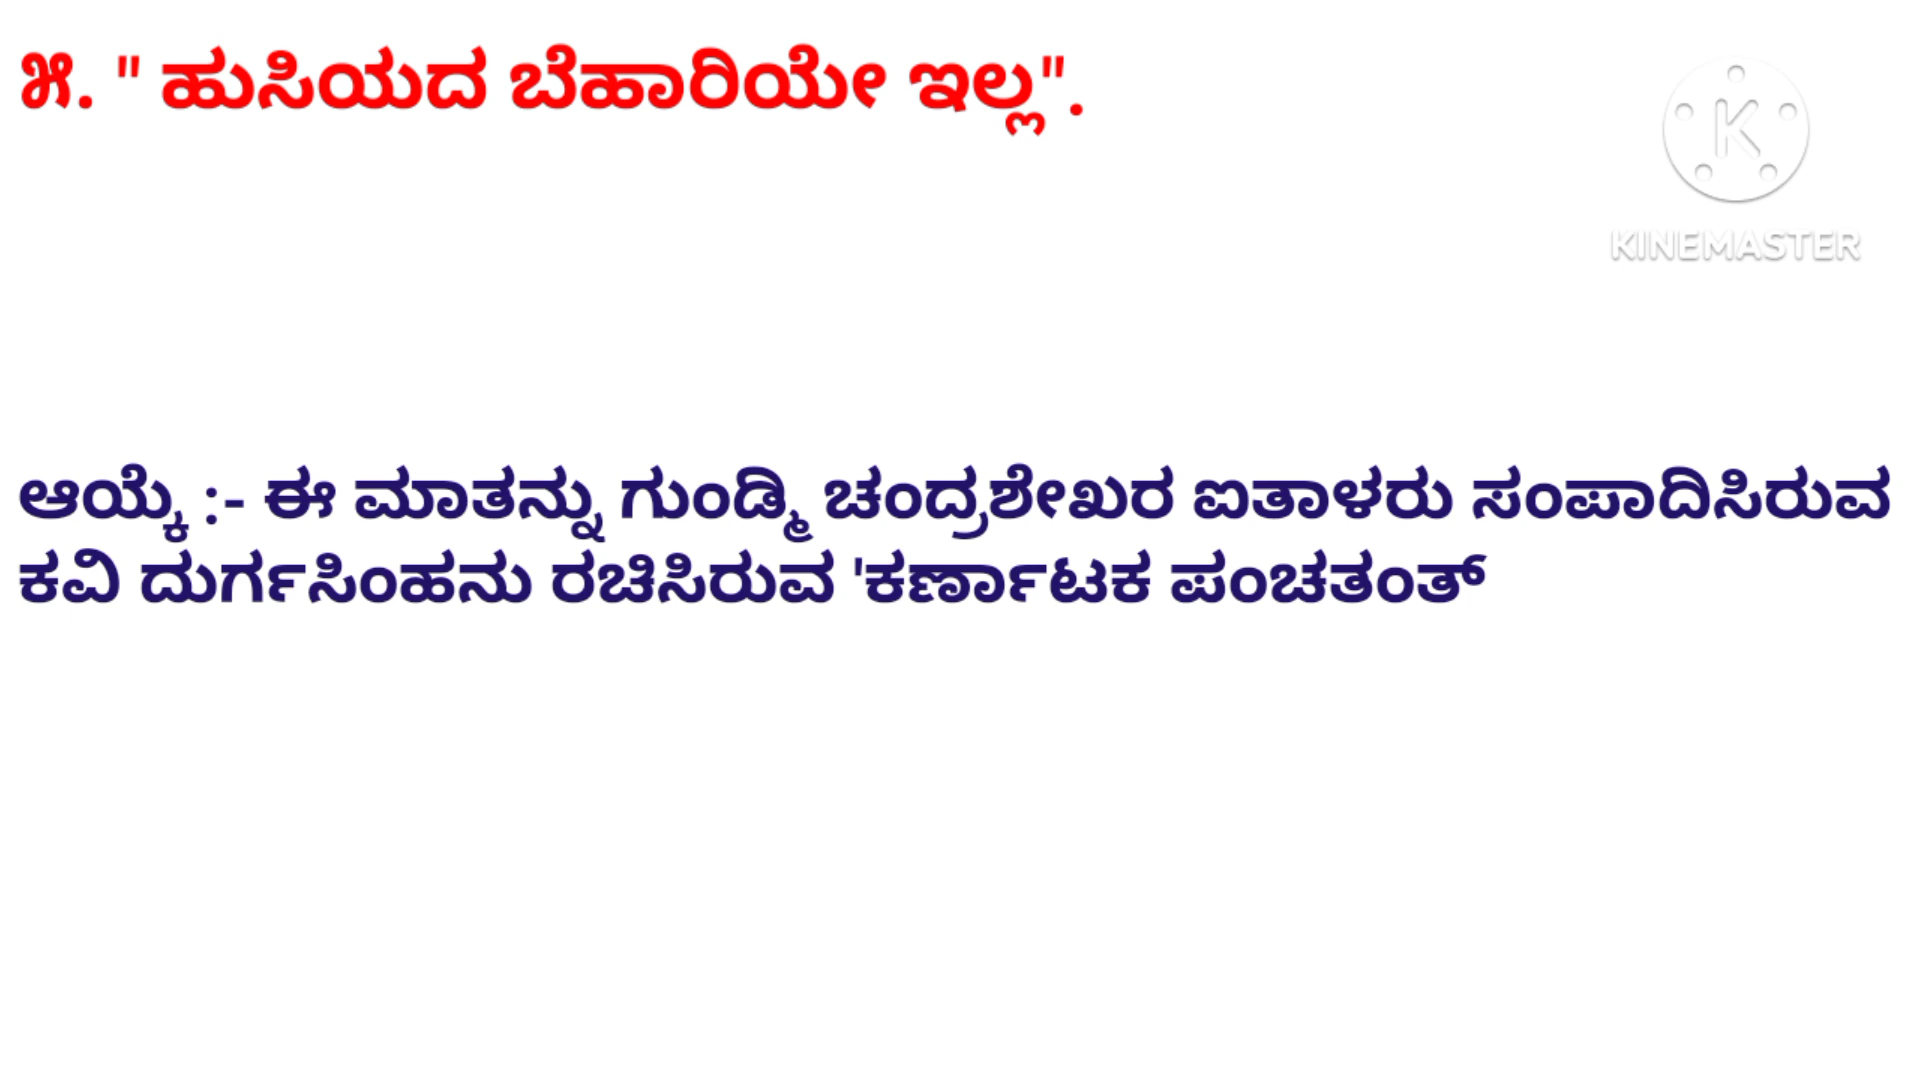 ೫. " ಹುಸಿಯದ ಬೆಹಾರಿಯೇ ಇಲ್ಲ".
K
KINEMASTER
ಆಯ್ಕೆ :- ಈ ಮಾತನ್ನು ಗುಂಡ್ಮಿ ಚಂದ್ರಶೇಖರ ಐತಾಳರು ಸಂಪಾದಿಸಿರುವ
ಕವಿ ದುರ್ಗಸಿಂಹನು ರಚಿಸಿರುವ 'ಕರ್ಣಾಟಕ ಪಂಚತಂತ್